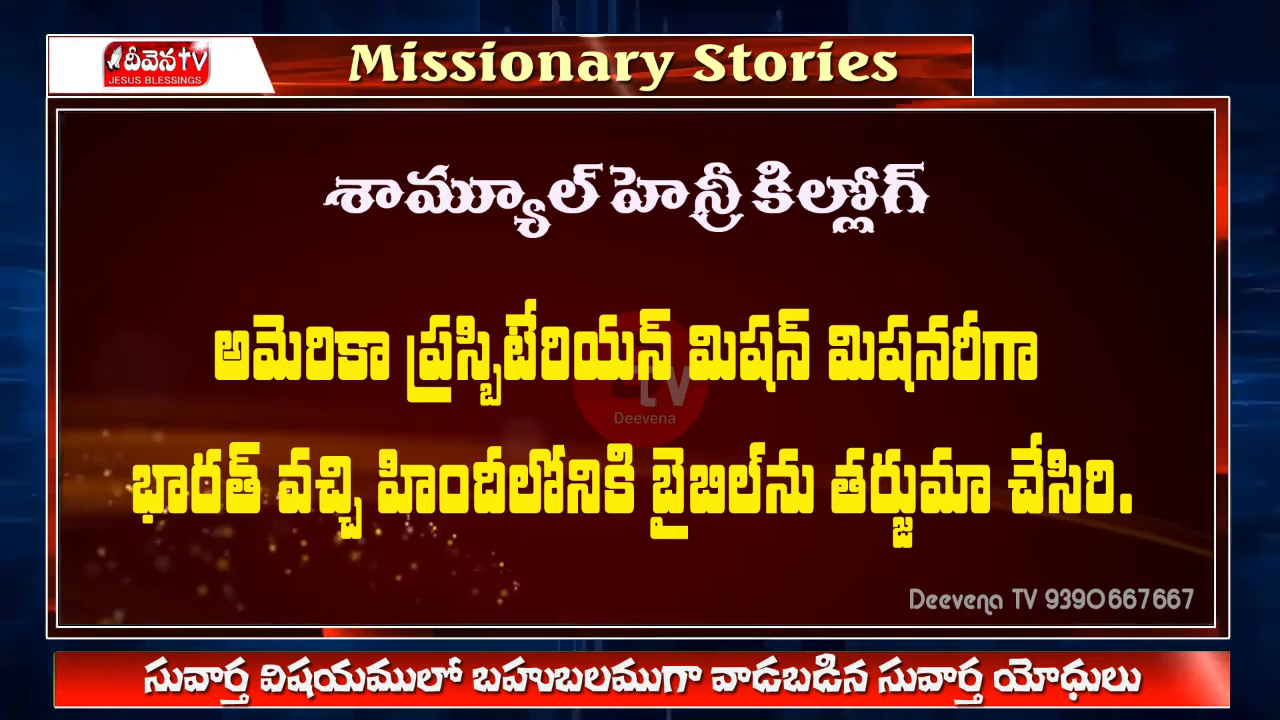 దీవెన TV
JESUS BLESSINGS
Missionary Stories
శామ్యూల్ హెన్రీ కిల్లోగ్
అమెరికా ప్రస్బిటేరియన్ మిషన్ మిషనరీగా
TV
Deevena
భారత్ వచ్చి హిందీలోనికి బైబిల్‌ను తర్జుమా చేసిరి.
Deevena TV 9390667667
సువార్త విషయములో బహుబలముగా వాడబడిన సువార్త యోధులు